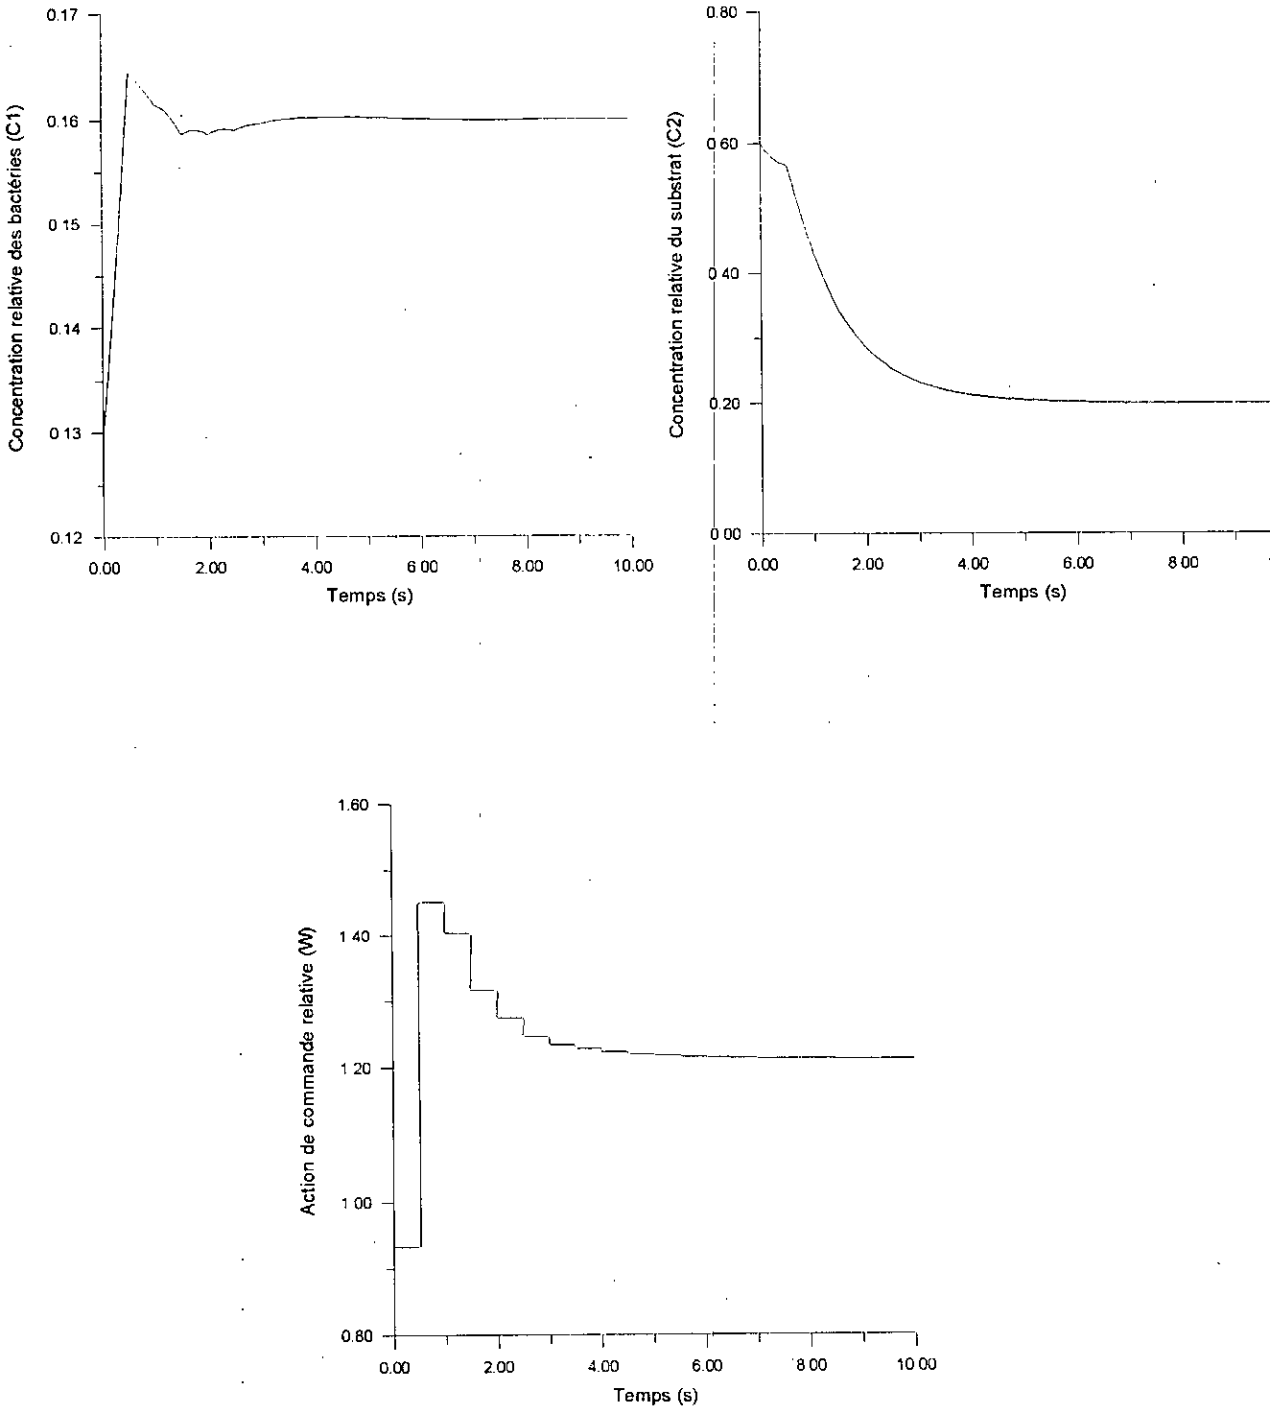 0.17
0.16
0.15
0.14
0.13
0.12
Concentration relative des bactéries (C1)
0.00 2.00 4.00 6 00 8 00 10.00
Temps (s)
0.80
0 60
0 40
0 20
0 00
Concentration relative du substrat (C2)
0.00 2.00 4.00 6.00 8 00
Temps (s)
1.60
1.40
1 20
1 00
0.80
Action de commande relative (W)
0.00 2.00 4 00 6.00 8 00 10 00
Temps (s)